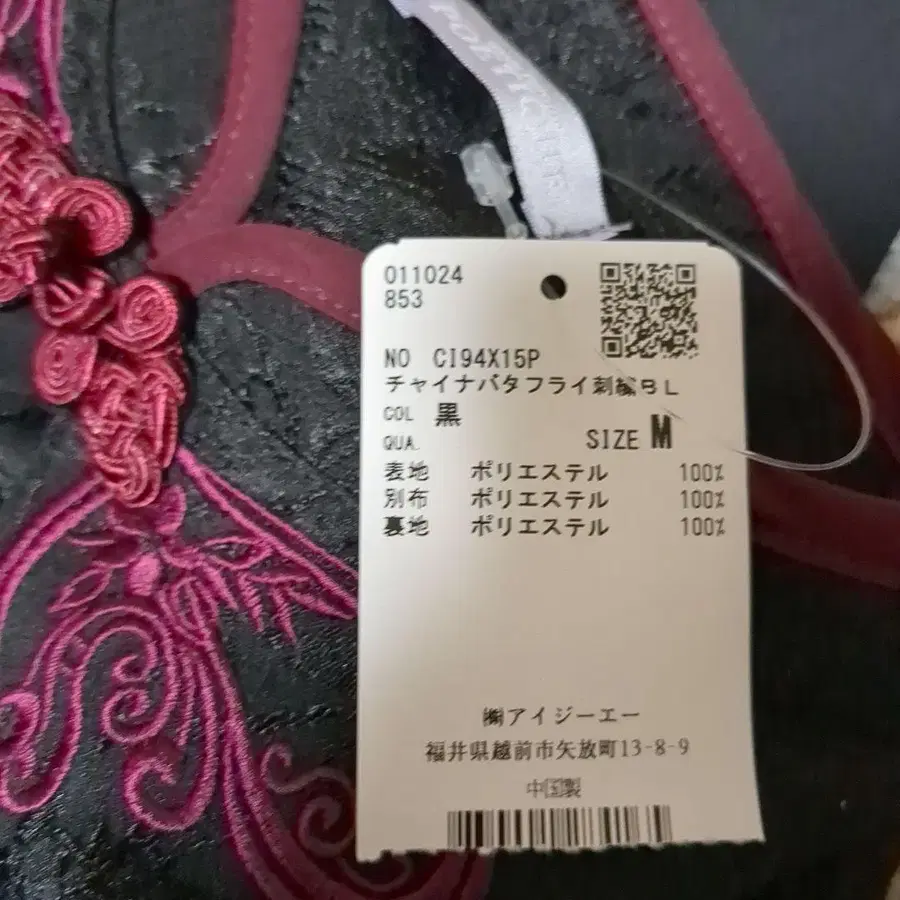 011024
853
NO CI94X15P
チャイナバタフライ刺繍BL
COL 黒
QUA.
SIZE M
表地 ポリエステル 100%
別布 ポリエステル 100%
裏地 ポリエステル 100%
㈱アイジーエー
福井県越前市矢放町13-8-9
中国製